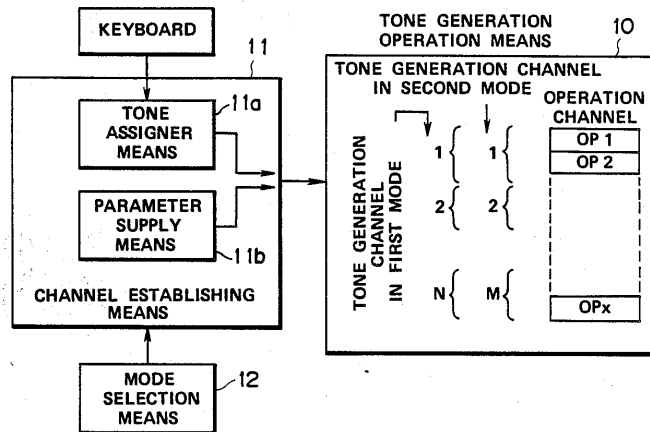 KEYBOARD
11
TONE
ASSIGNER
MEANS
11a
PARAMETER
SUPPLY
MEANS
11b
CHANNEL ESTABLISHING
MEANS
MODE
SELECTION
MEANS
12
TONE GENERATION
OPERATION MEANS
10
TONE GENERATION CHANNEL
IN SECOND MODE
OPERATION
CHANNEL
TONE GENERATION
CHANNEL
IN FIRST MODE
1 1
2 2
N M
OP 1
OP 2
OPx